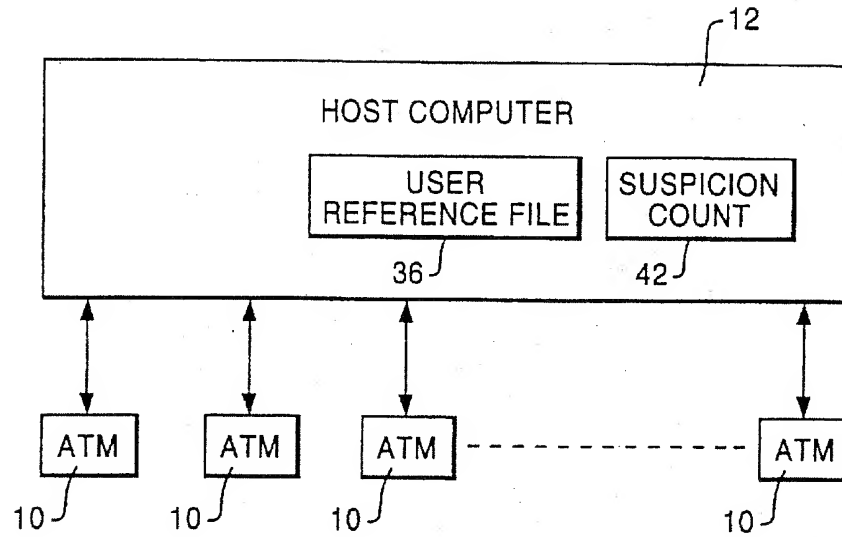 12
HOST COMPUTER
USER
REFERENCE FILE
SUSPICION
COUNT
36
42
ATM
ATM
ATM
ATM
10
10
10
10